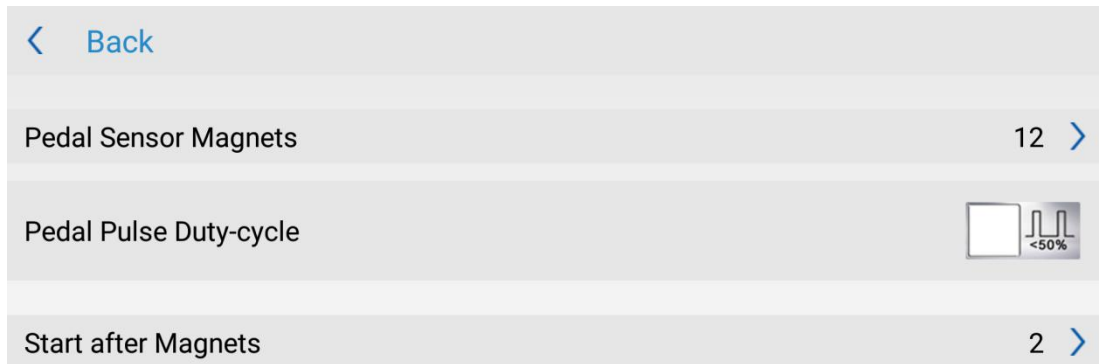 Back
Pedal Sensor Magnets 12
Pedal Pulse Duty-cycle <50%
Start after Magnets 2